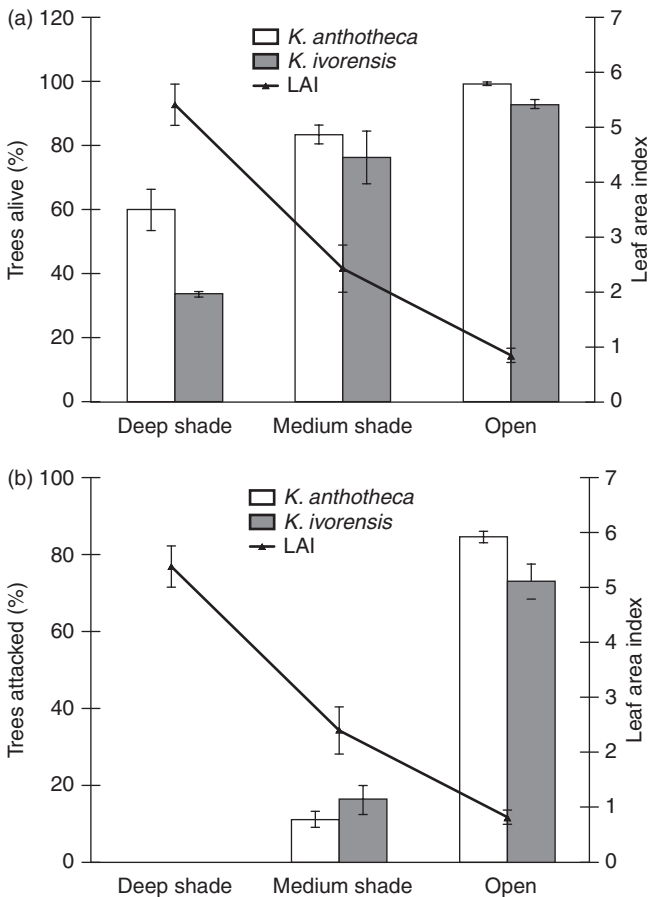 (a)
120
100
80
60
40
20
0
Trees alive (%)
K. anthotheca
K. ivorensis
LAI
7
6
5
4
3
2
1
0
Leaf area index
Deep shade Medium shade Open
(b)
100
80
60
40
20
0
Trees attacked (%)
K. anthotheca
K. ivorensis
LAI
7
6
5
4
3
2
1
0
Leaf area index
Deep shade Medium shade Open